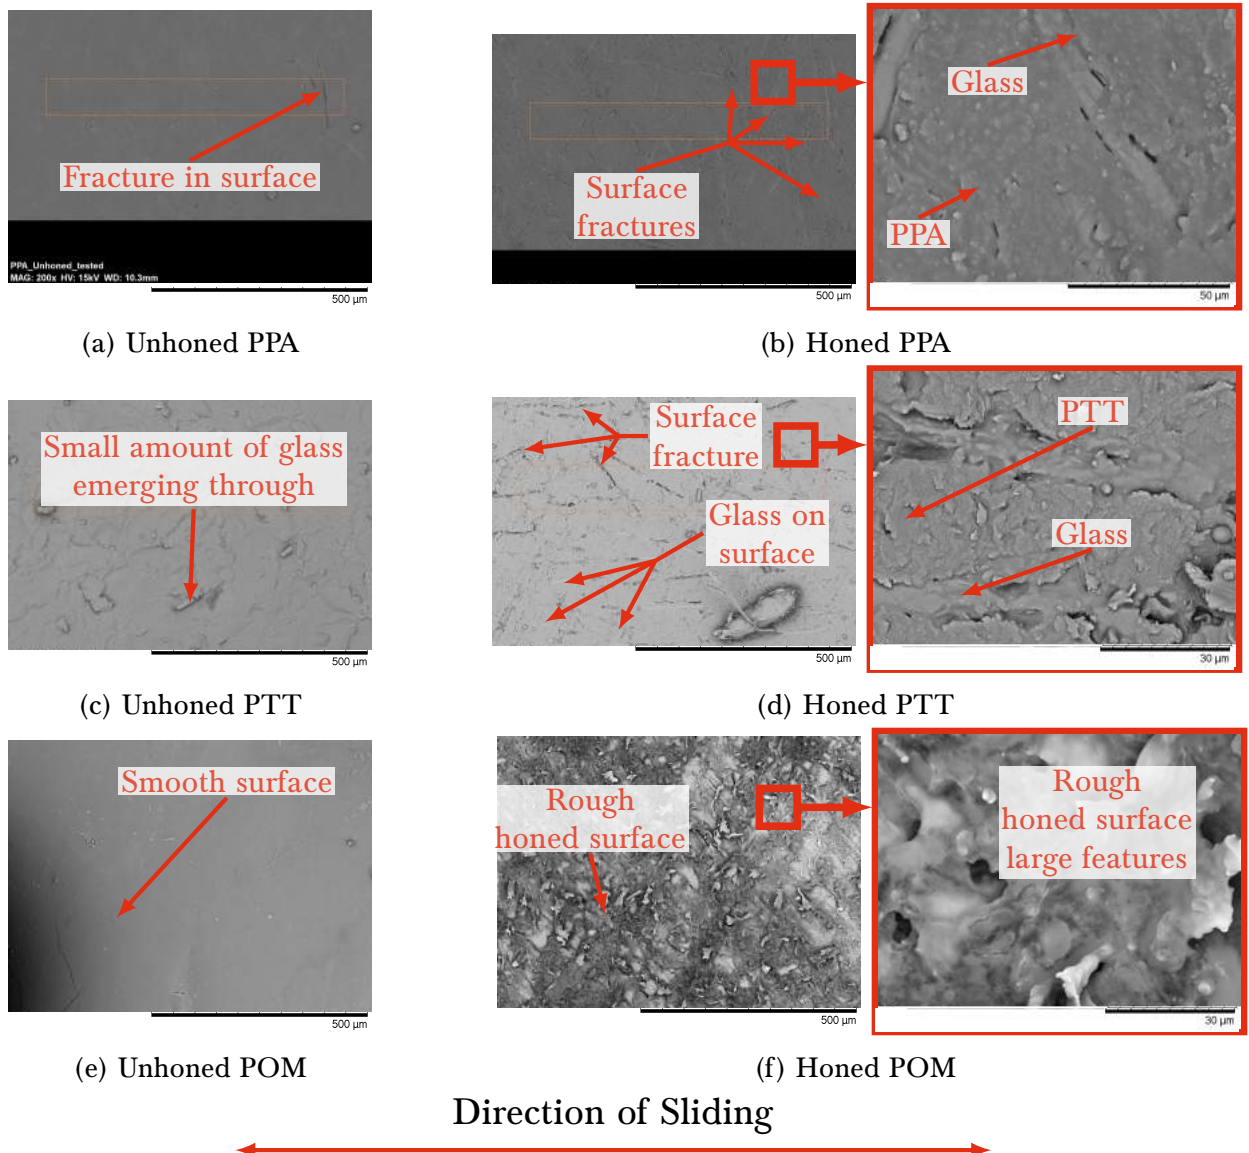 Fracture in surface
PPA_Unhoned_tested
MAG: 200x HV: 15kV WD: 10.3mm
500 µm
(a) Unhoned PPA
Surface
fractures
500 µm
Glass
PPA
50 µm
(b) Honed PPA
Small amount of glass
emerging through
500 µm
(c) Unhoned PTT
Surface
fracture
Glass on
surface
500 µm
PTT
Glass
30 µm
(d) Honed PTT
Smooth surface
500 µm
(e) Unhoned POM
Rough
honed surface
500 µm
Rough
honed surface
large features
30 µm
(f) Honed POM
Direction of Sliding